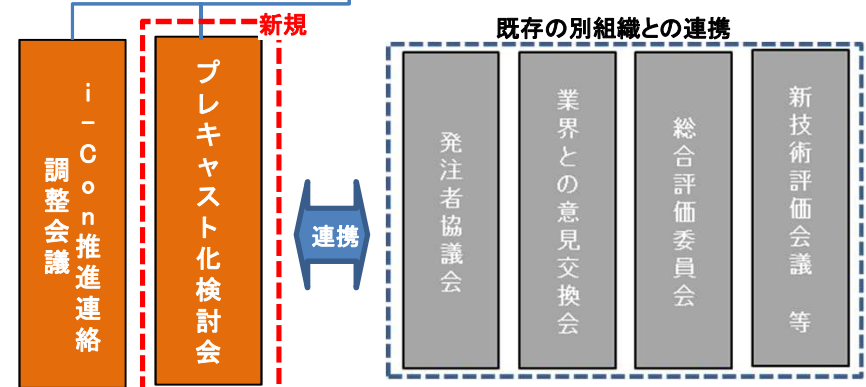 新規
既存の別組織との連携
i-Con推進連絡
調整会議
プレキャスト化検討会
連携
発注者協議会
業界との意見交換会
総合評価委員会
新技術評価会議 等